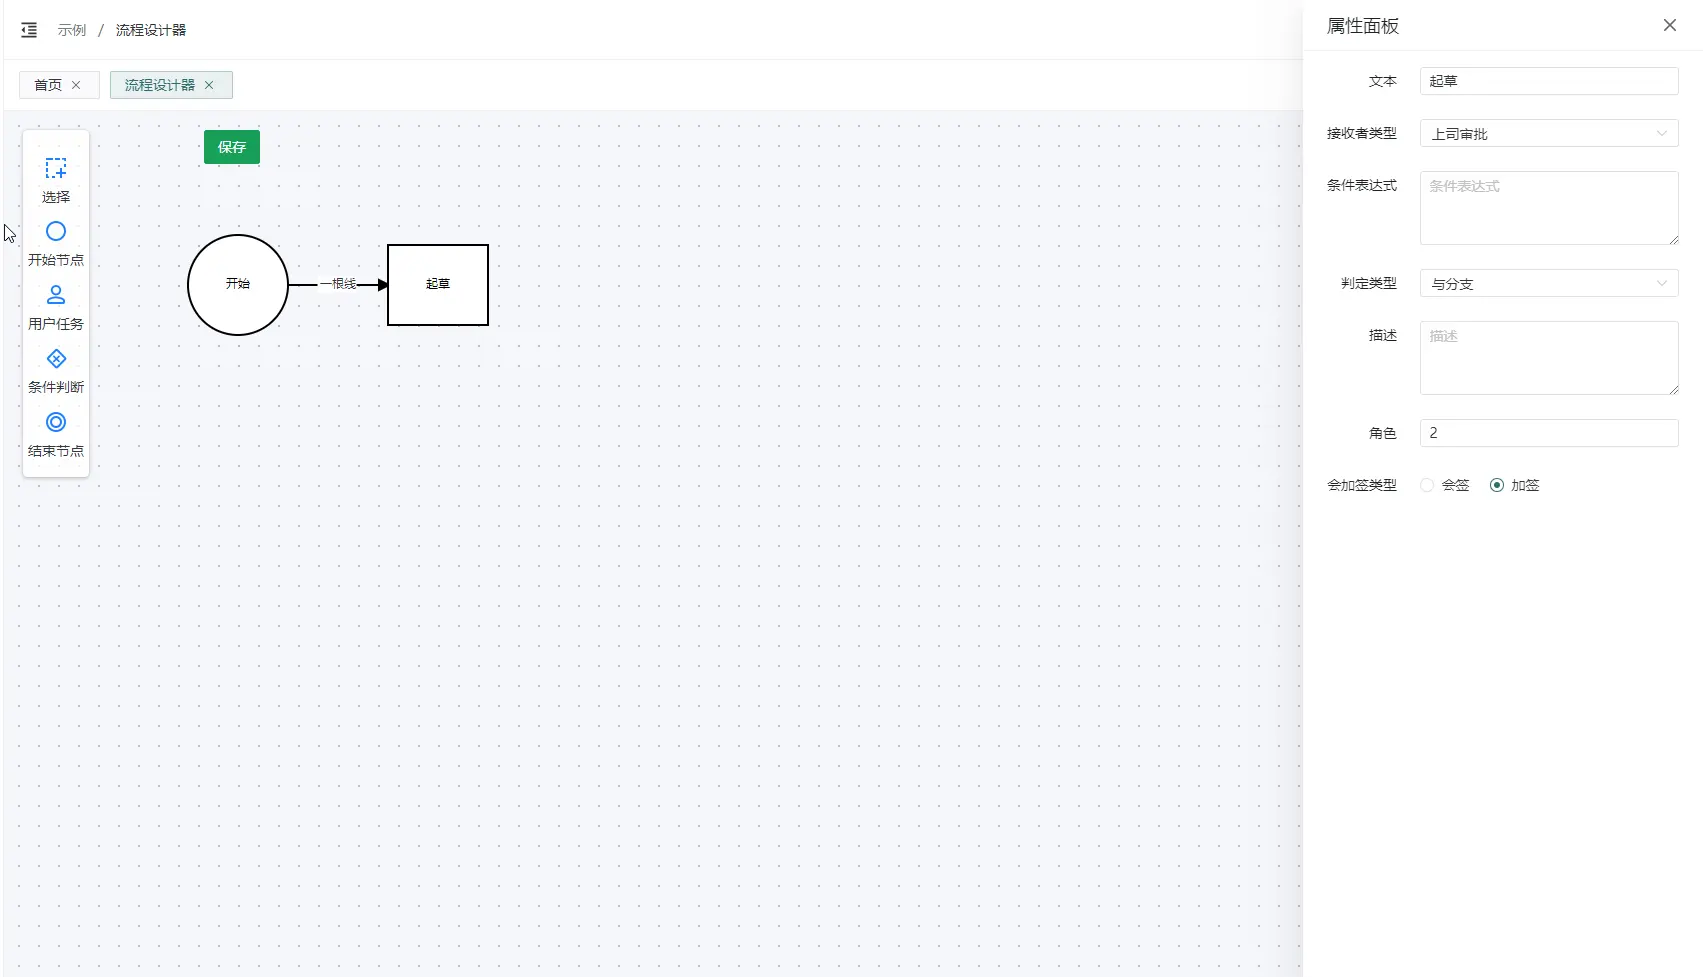 示例 / 流程设计器
首页
流程设计器
保存
选择
开始节点
用户任务
条件判断
结束节点
开始
一根线
起草
属性面板
文本
起草
接收者类型
上司审批
条件表达式
条件表达式
判定类型
与分支
描述
描述
角色
2
会加签类型
会签
加签